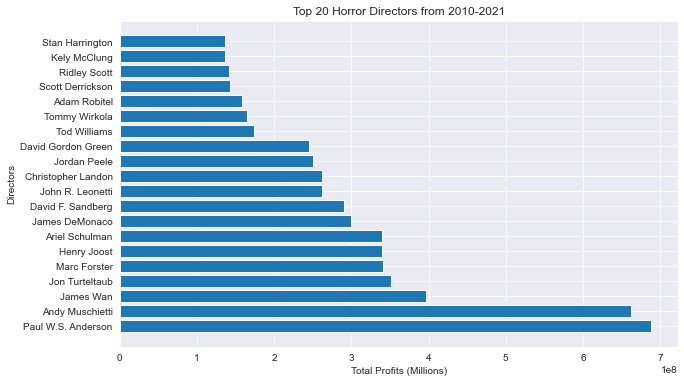 Top 20 Horror Directors from 2010-2021
Stan Harrington
Kely McClung
Ridley Scott
Scott Derrickson
Adam Robitel
Tommy Wirkola
Tod Williams
David Gordon Green
Jordan Peele
Christopher Landon
John R. Leonetti
David F. Sandberg
James DeMonaco
Ariel Schulman
Henry Joost
Marc Forster
Jon Turteltaub
James Wan
Andy Muschietti
Paul W.S. Anderson
Directors
0 1 2 3 4 5 6 7
1e8
Total Profits (Millions)